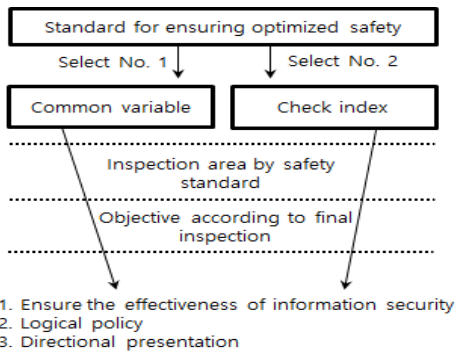 Standard for ensuring optimized safety
Select No. 1
Select No. 2
Common variable
Check index
Inspection area by safety
standard
Objective according to final
inspection
1. Ensure the effectiveness of information security
2. Logical policy
3. Directional presentation